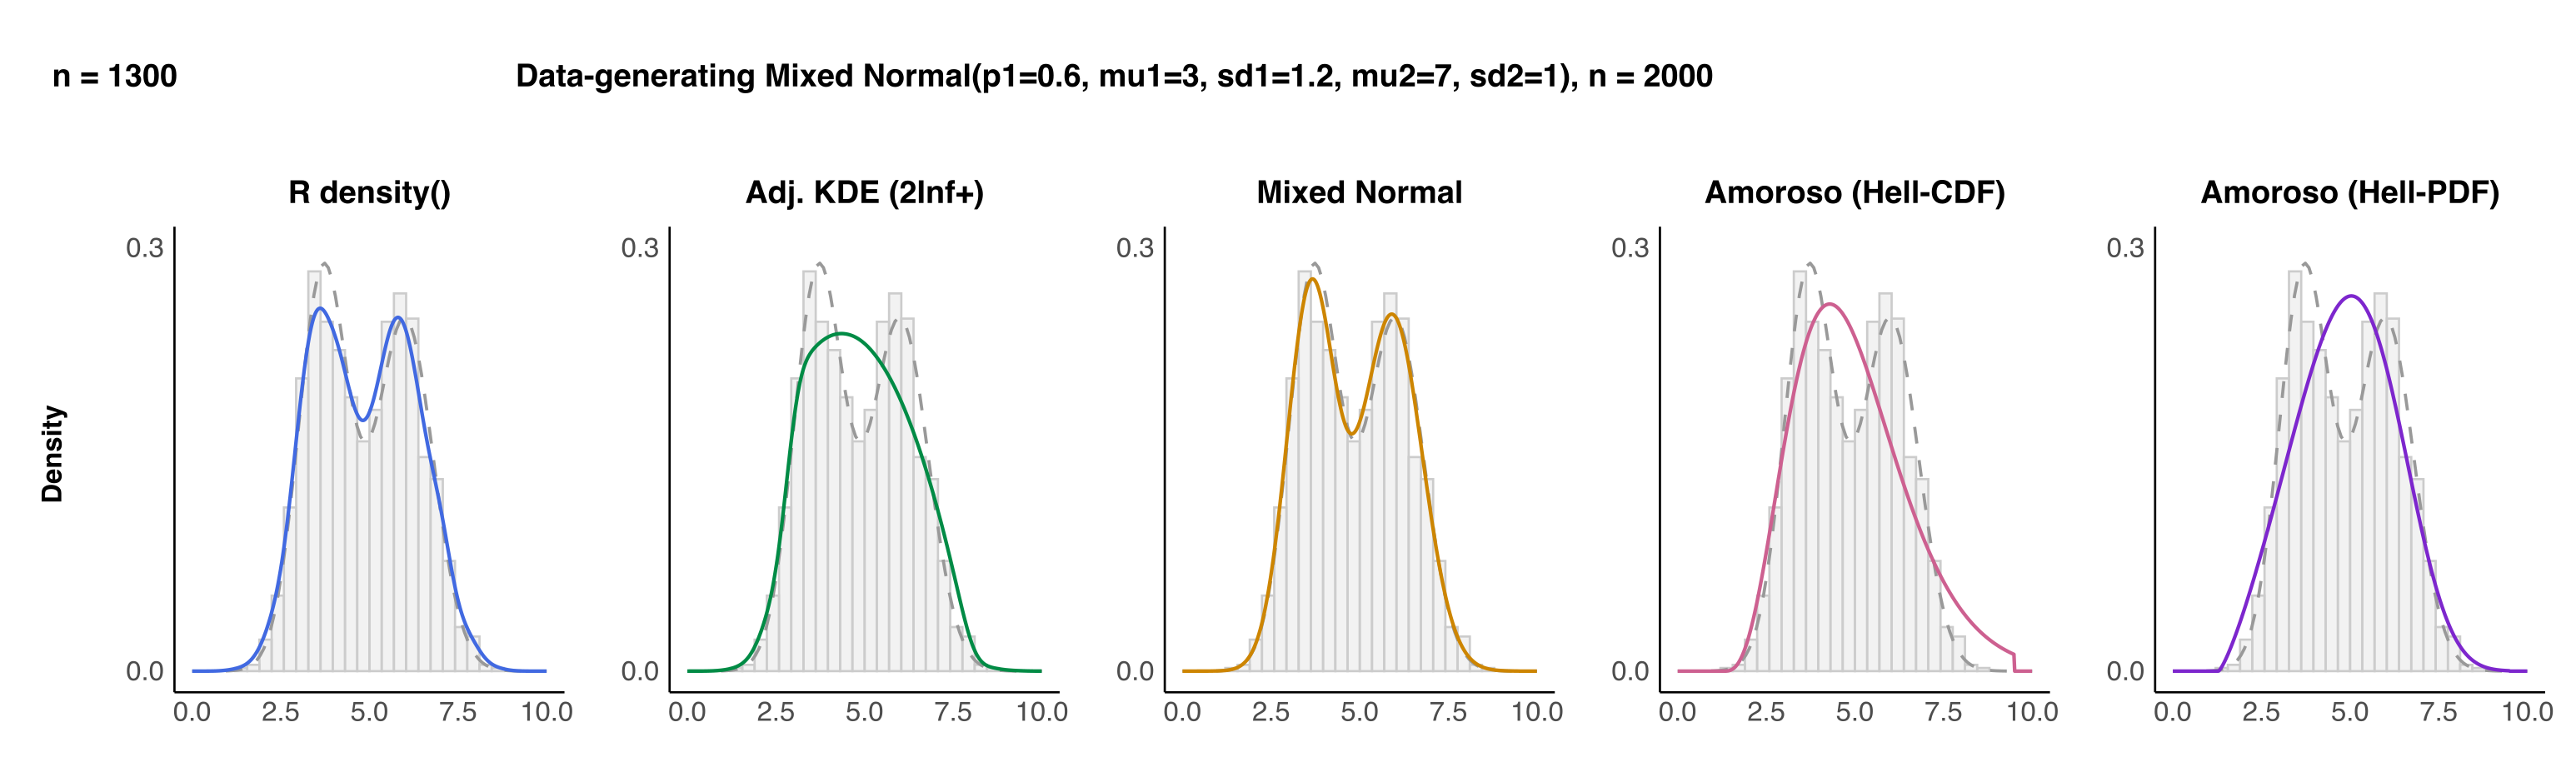 n = 1300
Data-generating Mixed Normal(p1=0.6, mu1=3, sd1=1.2, mu2=7, sd2=1), n = 2000
R density()
Adj. KDE (2Inf+)
Mixed Normal
Amoroso (Hell-CDF)
Amoroso (Hell-PDF)
Density
0.3
0.0
0.0 2.5 5.0 7.5 10.0
0.3
0.0
0.0 2.5 5.0 7.5 10.0
0.3
0.0
0.0 2.5 5.0 7.5 10.0
0.3
0.0
0.0 2.5 5.0 7.5 10.0
0.3
0.0
0.0 2.5 5.0 7.5 10.0